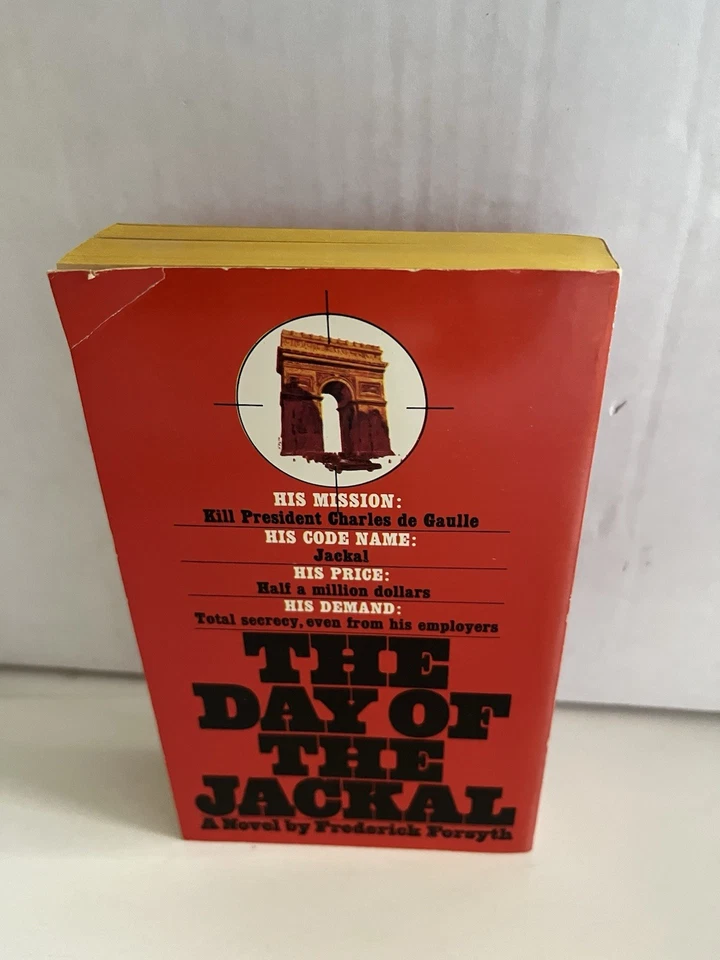 HIS MISSION:
Kill President Charles de Gaulle
HIS CODE NAME:
Jackal
HIS PRICE:
Half a million dollars
HIS DEMAND:
Total secrecy, even from his employers
THE
DAY OF
THE
JACKAL
A Novel by Frederick Forsyth